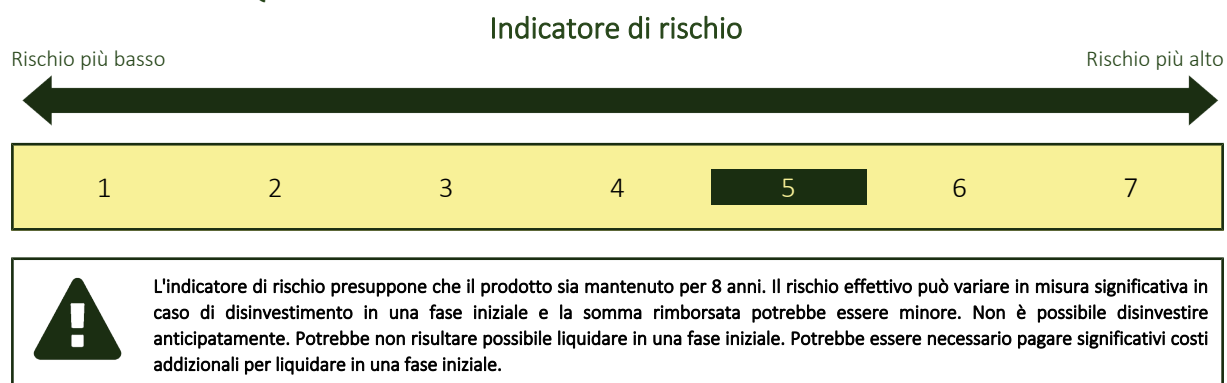 Indicatore di rischio
Rischio più basso
Rischio più alto
1 2 3 4 5 6 7
L'indicatore di rischio presuppone che il prodotto sia mantenuto per 8 anni. Il rischio effettivo può variare in misura significativa in
caso di disinvestimento in una fase iniziale e la somma rimborsata potrebbe essere minore. Non è possibile disinvestire
anticipatamente. Potrebbe non risultare possibile liquidare in una fase iniziale. Potrebbe essere necessario pagare significativi costi
addizionali per liquidare in una fase iniziale.